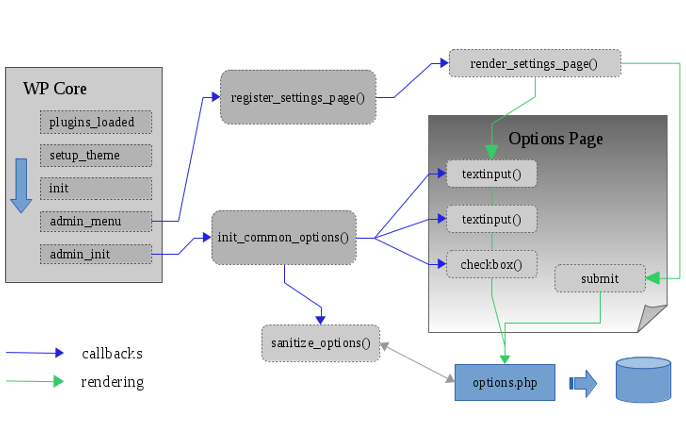 WP Core
plugins_loaded
setup_theme
init
admin_menu
admin_init
register_settings_page()
init_common_options()
sanitize_options()
render_settings_page()
Options Page
textinput()
textinput()
checkbox()
submit
options.php
callbacks
rendering